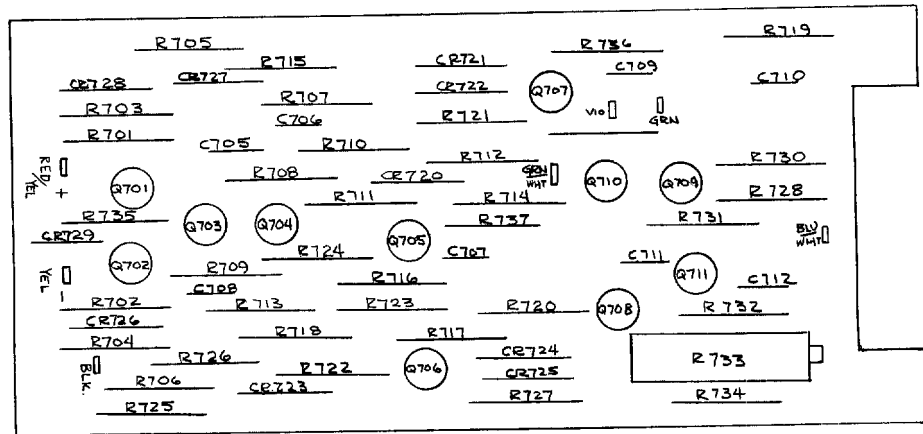 R705
R736
R719
R715
CR721
C709
CR728
CR727
CR722
Q707
C710
R703
R707
R721
VIO
GRN
R701
C706
C705
R710
R712
RED/YEL
+
Q701
R708
CR720
GRN/WHT
Q710
Q709
R730
R711
R714
R728
R735
Q703
Q704
R737
R731
CR729
Q705
BLU/WHT
Q702
R724
C707
C711
YEL
-
R709
R716
Q711
C712
C708
R702
R713
R723
R720
Q708
R732
CR726
R704
R718
R717
CR724
R733
BLK.
R726
R722
Q706
CR725
R706
CR723
R725
R727
R734